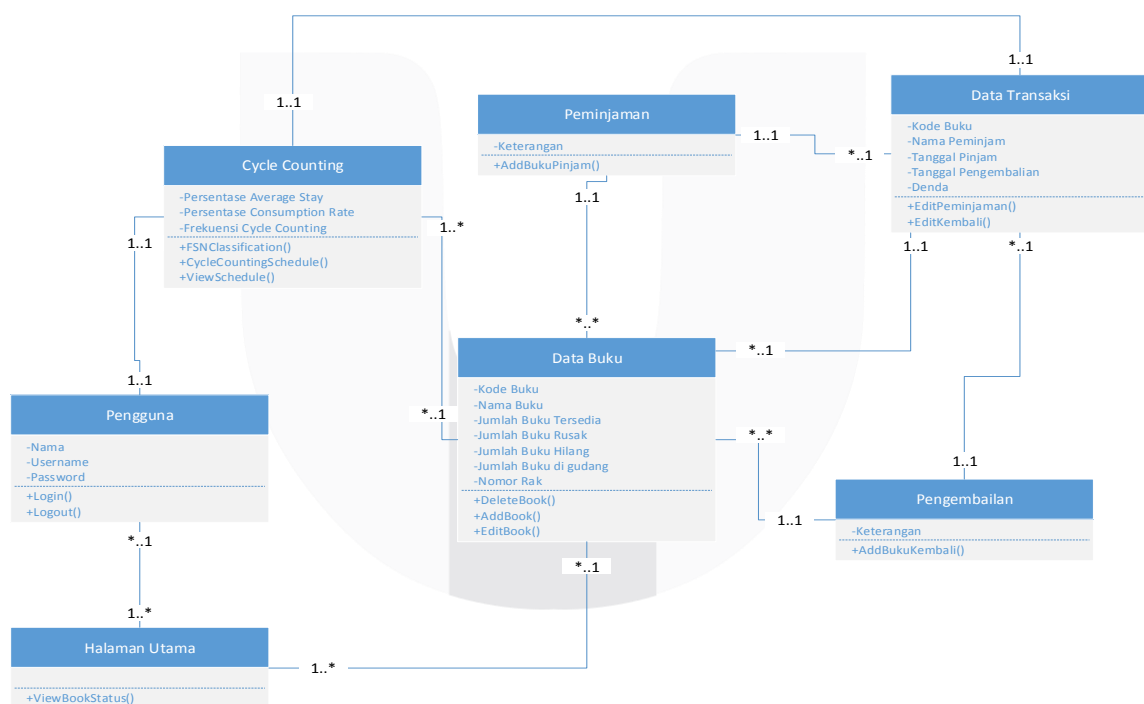 1..1
1..1
Cycle Counting
-Persentase Average Stay
-Persentase Consumption Rate
-Frekuensi Cycle Counting
+FSNClassification()
+CycleCountingSchedule()
+ViewSchedule()
1..1
1..*
Peminjaman
-Keterangan
+AddBukuPinjam()
1..1
*..1
1..1
Data Transaksi
-Kode Buku
-Nama Peminjam
-Tanggal Pinjam
-Tanggal Pengembalian
-Denda
+EditPeminjaman()
+EditKembali()
1..1
*..1
*..*
*..1
1..1
Pengguna
-Nama
-Username
-Password
+Login()
+Logout()
*..1
*..1
Data Buku
-Kode Buku
-Nama Buku
-Jumlah Buku Tersedia
-Jumlah Buku Rusak
-Jumlah Buku Hilang
-Jumlah Buku di gudang
-Nomor Rak
+DeleteBook()
+AddBook()
+EditBook()
*..*
1..1
1..1
Pengembailan
-Keterangan
+AddBukuKembali()
*..1
1..*
Halaman Utama
+ViewBookStatus()
1..*